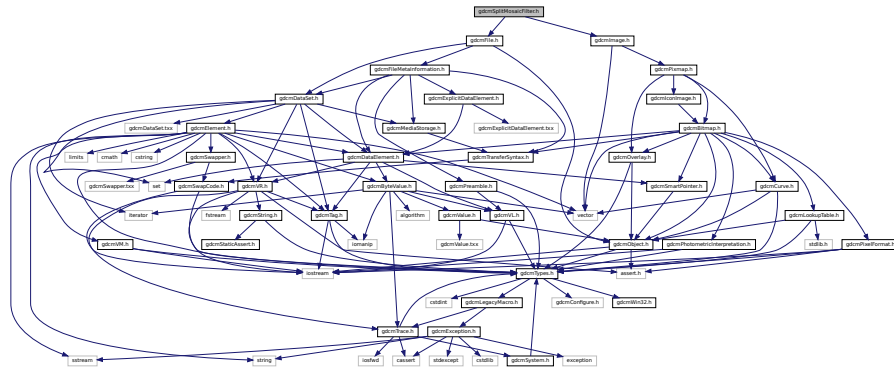 gdcmSplitMosaicFilter.h
gdcmFile.h
gdcmImage.h
gdcmFileMetaInformation.h
gdcmPixmap.h
gdcmDataSet.h
gdcmExplicitDataElement.h
gdcmIconImage.h
gdcmDataSet.txx
gdcmElement.h
gdcmMediaStorage.h
gdcmExplicitDataElement.txx
gdcmBitmap.h
limits
cmath
cstring
gdcmSwapper.h
gdcmDataElement.h
gdcmTransferSyntax.h
gdcmOverlay.h
gdcmSwapper.txx
set
gdcmSwapCode.h
gdcmVR.h
gdcmByteValue.h
gdcmPreamble.h
gdcmSmartPointer.h
gdcmCurve.h
iterator
fstream
gdcmString.h
gdcmTag.h
algorithm
gdcmValue.h
gdcmVL.h
vector
gdcmLookupTable.h
gdcmVM.h
gdcmStaticAssert.h
iomanip
gdcmValue.txx
gdcmObject.h
gdcmPhotometricInterpretation.h
stdlib.h
gdcmPixelFormat.h
iostream
gdcmTypes.h
assert.h
cstdint
gdcmLegacyMacro.h
gdcmConfigure.h
gdcmWin32.h
gdcmTrace.h
gdcmException.h
sstream
string
iosfwd
cassert
stdexcept
cstdlib
gdcmSystem.h
exception